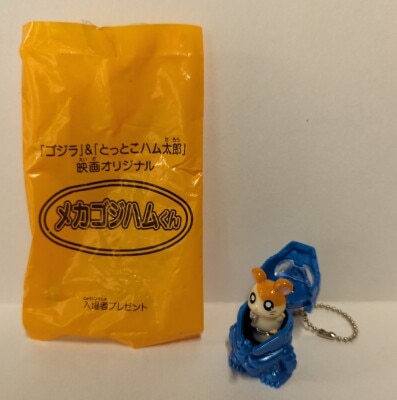 「ゴジラ」&「とっとこハム太郎」
映画オリジナル
メカゴジハムくん
入場者プレゼント